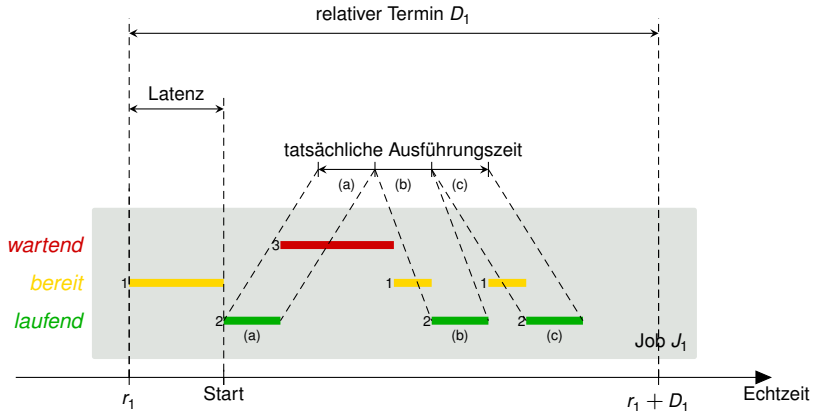 relativer Termin D₁
Latenz
tatsächliche Ausführungszeit
(a) (b) (c)
wartend 3
bereit 1 1 1
laufend 2 2 2
(a) (b) (c)
Job J₁
r₁ Start r₁ + D₁ Echtzeit